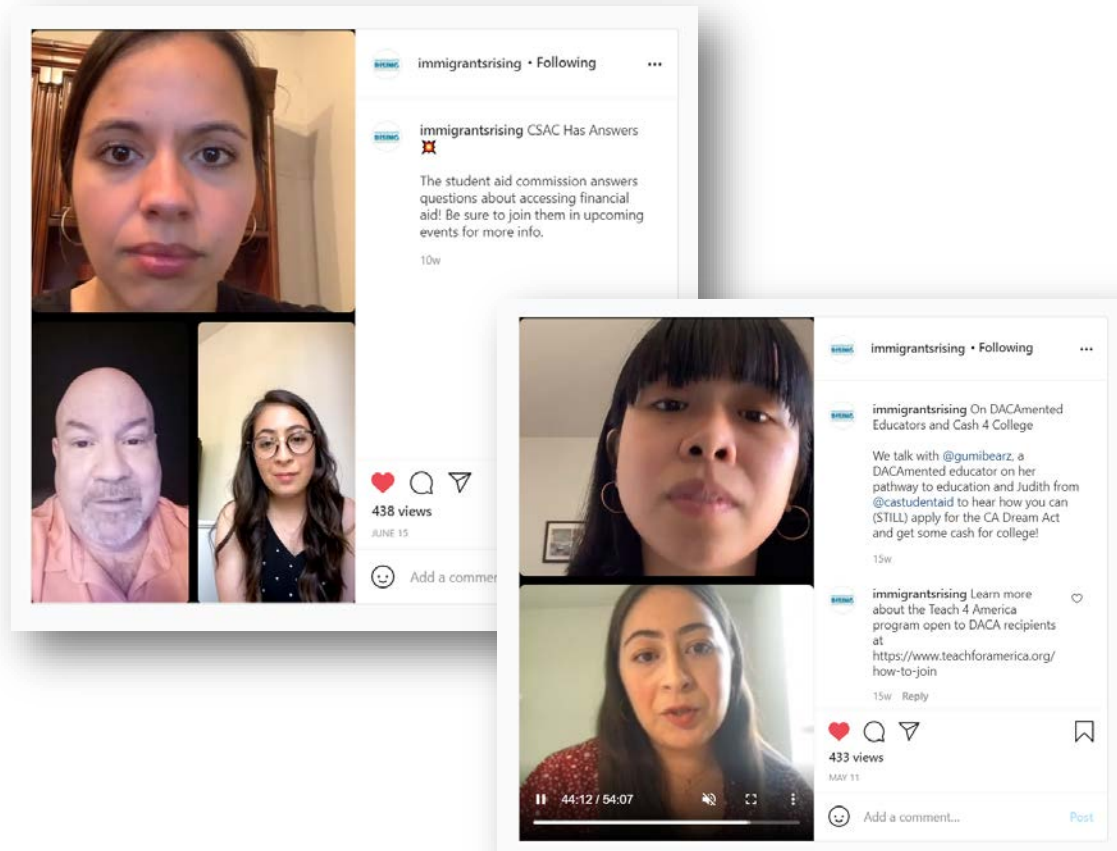 immigrantsrising • Following
immigrantsrising CSAC Has Answers
💥
The student aid commission answers
questions about accessing financial
aid! Be sure to join them in upcoming
events for more info.
10w
438 views
JUNE 15
Add a commen
immigrantsrising • Following
immigrantsrising On DACAmented
Educators and Cash 4 College
We talk with @gumibearz, a
DACAmented educator on her
pathway to education and Judith from
@castudentaid to hear how you can
(STILL) apply for the CA Dream Act
and get some cash for college!
15w
immigrantsrising Learn more
about the Teach 4 America
program open to DACA recipients
at
https://www.teachforamerica.org/
how-to-join
15w Reply
433 views
MAY 11
Add a comment... Post
44:12 / 54:07